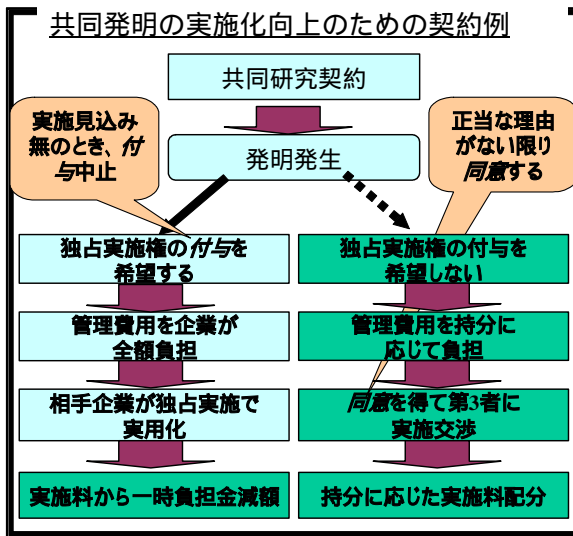 共同発明の実施化向上のための契約例
共同研究契約
実施見込み
無のとき、付
与中止
正当な理由
がない限り
同意する
発明発生
独占実施権の付与を
希望する
独占実施権の付与を
希望しない
管理費用を企業が
全額負担
管理費用を持分に
応じて負担
相手企業が独占実施で
実用化
同意を得て第3者に
実施交渉
実施料から一時負担金減額
持分に応じた実施料配分